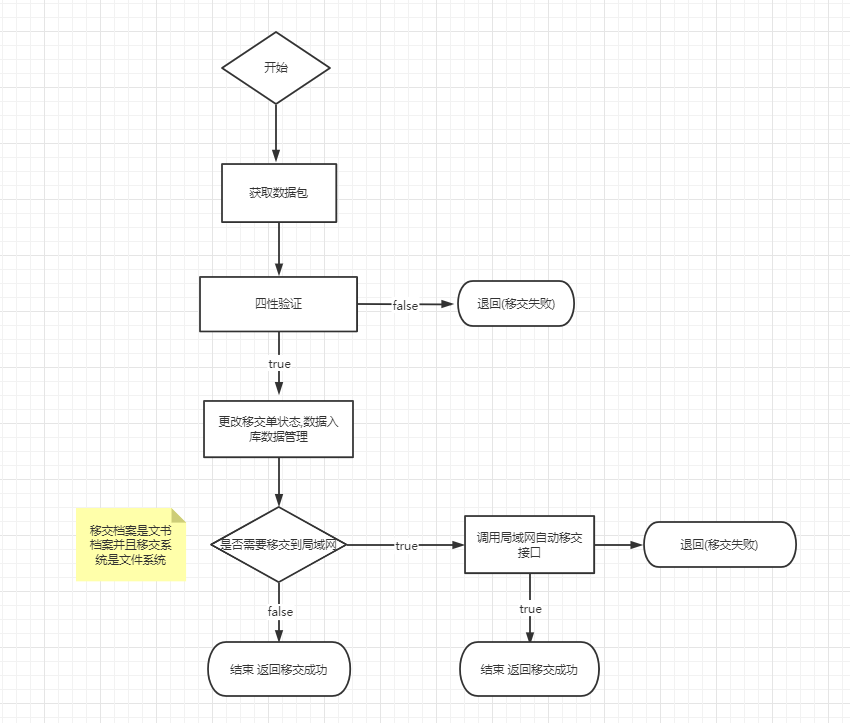 开始
获取数据包
四性验证
false
退回(移交失败)
true
更改移交单状态,数据入
库数据管理
移交档案是文书
档案并且移交系
统是文件系统
是否需要移交到局域网
true
调用局域网自动移交
接口
退回(移交失败)
false
true
结束 返回移交成功
结束 返回移交成功